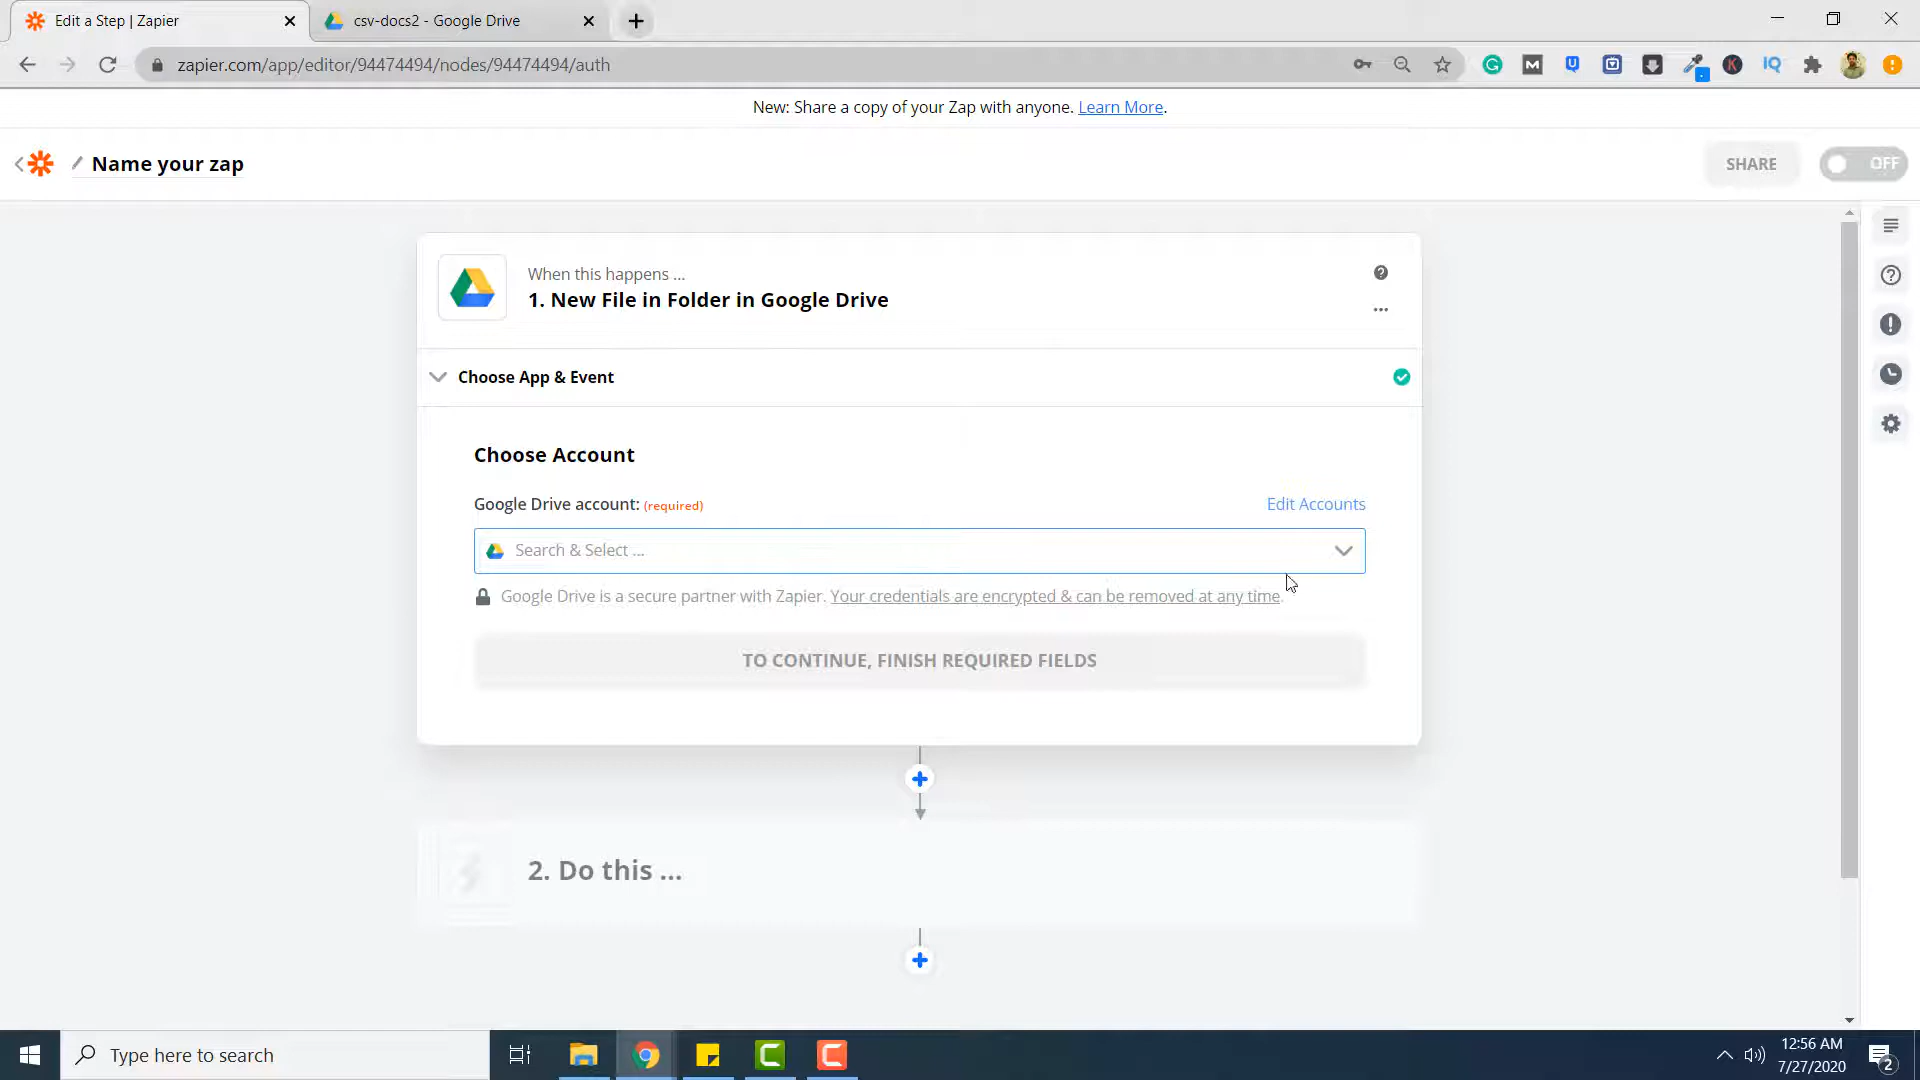 Edit a Step | Zapier
csv-docs2 - Google Drive
zapier.com/app/editor/94474494/nodes/94474494/auth
New: Share a copy of your Zap with anyone. Learn More.
Name your zap
SHARE
OFF
When this happens ...
1. New File in Folder in Google Drive
Choose App & Event
Choose Account
Google Drive account: (required)
Edit Accounts
Search & Select ...
Google Drive is a secure partner with Zapier. Your credentials are encrypted & can be removed at any time.
TO CONTINUE, FINISH REQUIRED FIELDS
2. Do this ...
Type here to search
12:56 AM
7/27/2020
2